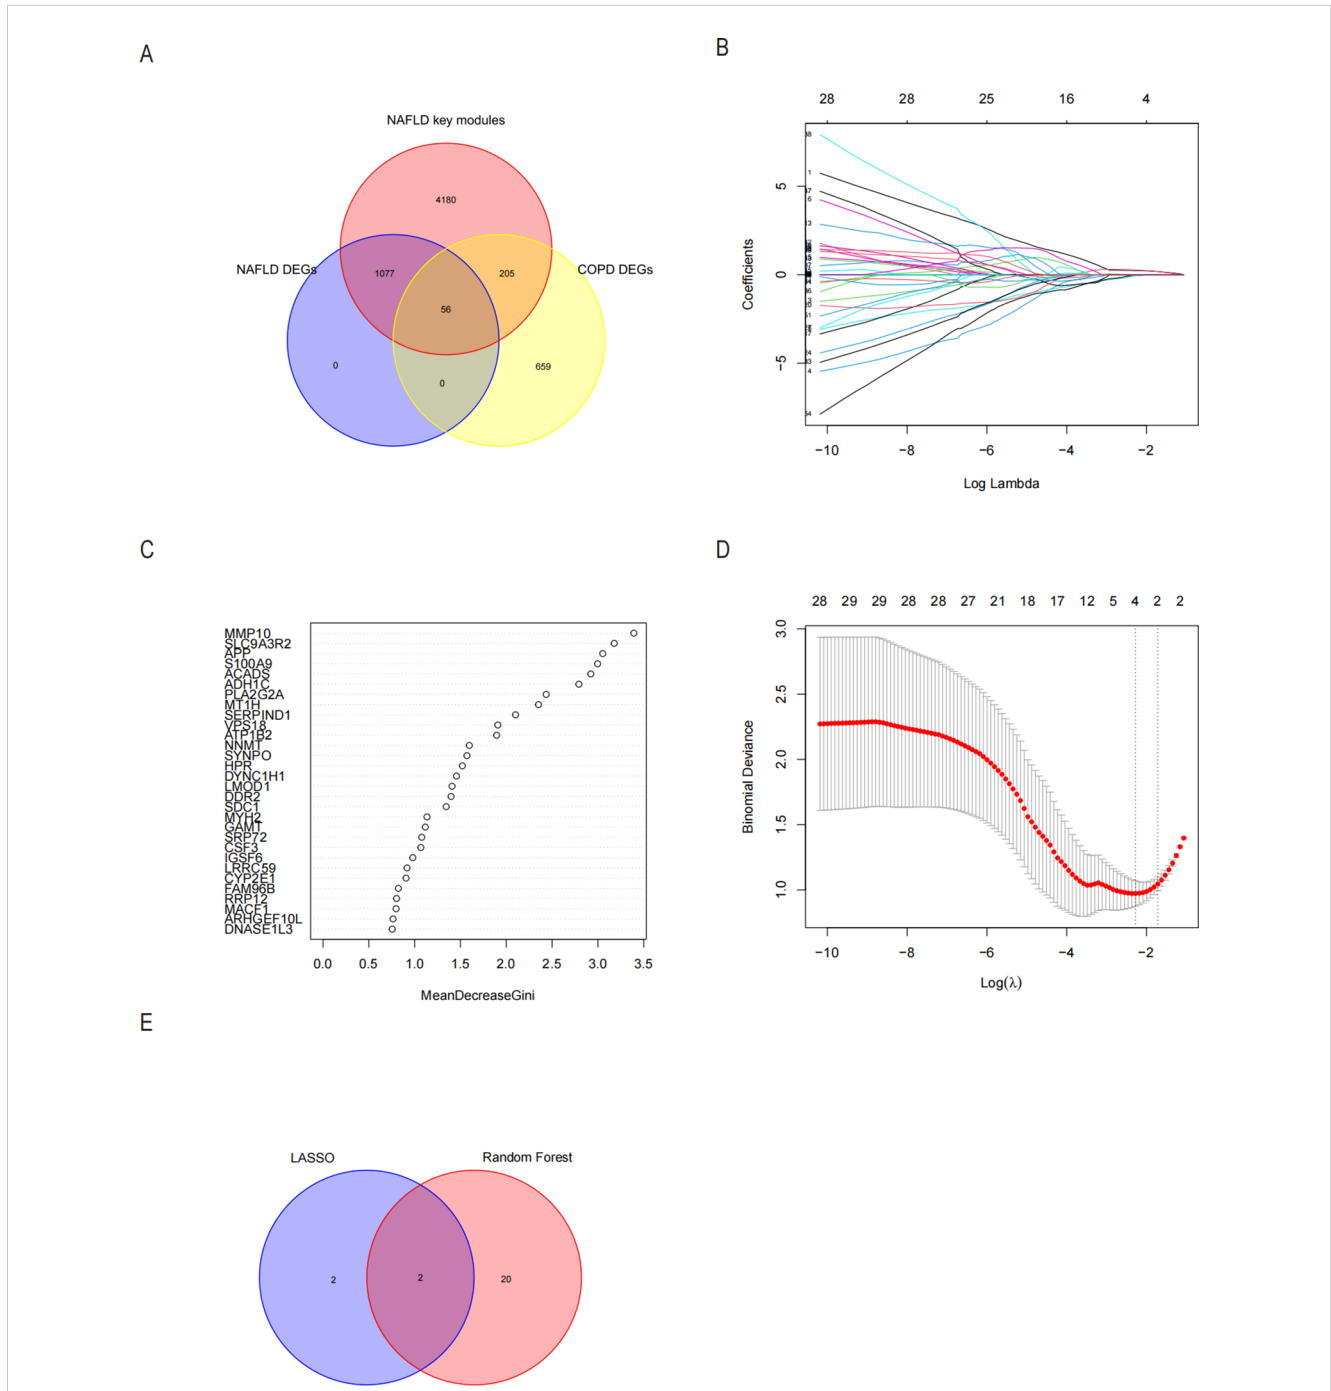 A
NAFLD key modules
4180
NAFLD DEGs
1077
205
COPD DEGs
56
0
0
659
B
28 28 25 16 4
Coefficients
5
0
−5
−10 −8 −6 −4 −2
Log Lambda
C
MMP10
SLC9A3R2
APP
S100A9
ACADS
ADH1C
PLA2G2A
MT1H
SERPIND1
VPS18
ATP1B2
NNMT
SYNPO
HPR
DYNC1H1
LMOD1
DDR2
SDC1
MYH2
GAMT
SRP72
CSF3
IGSF6
LRRC59
CYP2E1
FAM96B
RRP12
MACF1
ARHGEF10L
DNASE1L3
0.0 0.5 1.0 1.5 2.0 2.5 3.0 3.5
MeanDecreaseGini
D
28 29 29 28 28 27 21 18 17 12 5 4 2 2
Binomial Deviance
3.0
2.5
2.0
1.5
1.0
−10 −8 −6 −4 −2
Log(λ)
E
LASSO
Random Forest
2
2
20